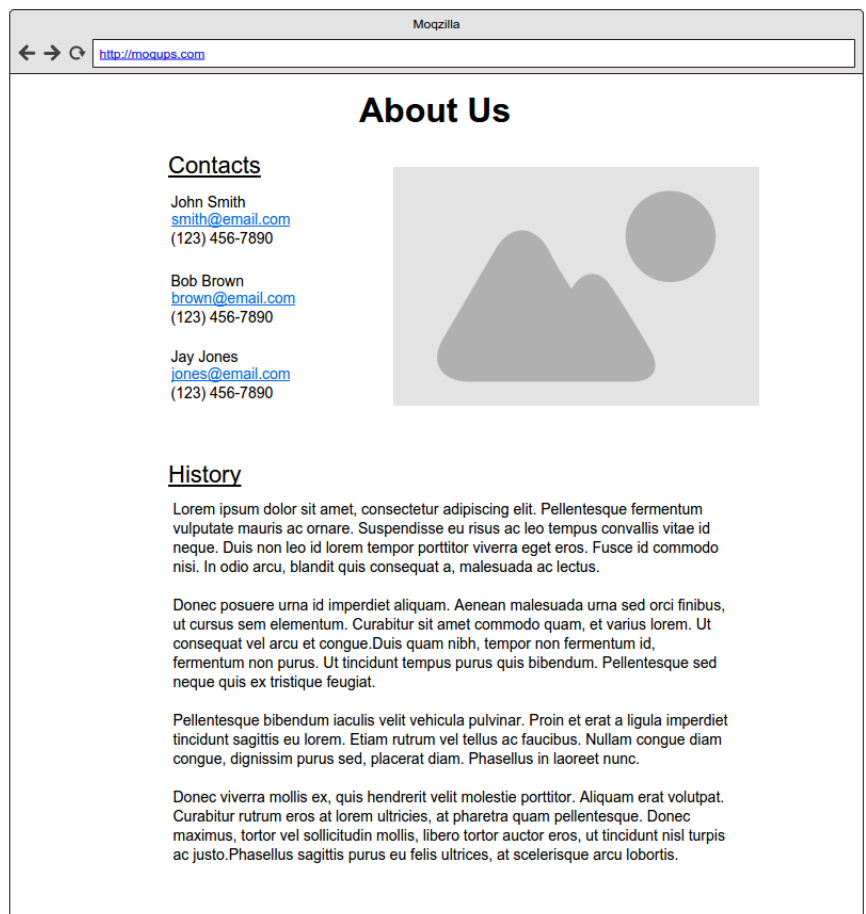 Moqzilla
http://moqups.com
About Us
Contacts
John Smith
smith@email.com
(123) 456-7890
Bob Brown
brown@email.com
(123) 456-7890
Jay Jones
jones@email.com
(123) 456-7890
History
Lorem ipsum dolor sit amet, consectetur adipiscing elit. Pellentesque fermentum
vulputate mauris ac ornare. Suspendisse eu risus ac leo tempus convallis vitae id
neque. Duis non leo id lorem tempor porttitor viverra eget eros. Fusce id commodo
nisi. In odio arcu, blandit quis consequat a, malesuada ac lectus.
Donec posuere urna id imperdiet aliquam. Aenean malesuada urna sed orci finibus,
ut cursus sem elementum. Curabitur sit amet commodo quam, et varius lorem. Ut
consequat vel arcu et congue.Duis quam nibh, tempor non fermentum id,
fermentum non purus. Ut tincidunt tempus purus quis bibendum. Pellentesque sed
neque quis ex tristique feugiat.
Pellentesque bibendum iaculis velit vehicula pulvinar. Proin et erat a ligula imperdiet
tincidunt sagittis eu lorem. Etiam rutrum vel tellus ac faucibus. Nullam congue diam
congue, dignissim purus sed, placerat diam. Phasellus in laoreet nunc.
Donec viverra mollis ex, quis hendrerit velit molestie porttitor. Aliquam erat volutpat.
Curabitur rutrum eros at lorem ultricies, at pharetra quam pellentesque. Donec
maximus, tortor vel sollicitudin mollis, libero tortor auctor eros, ut tincidunt nisl turpis
ac justo.Phasellus sagittis purus eu felis ultrices, at scelerisque arcu lobortis.